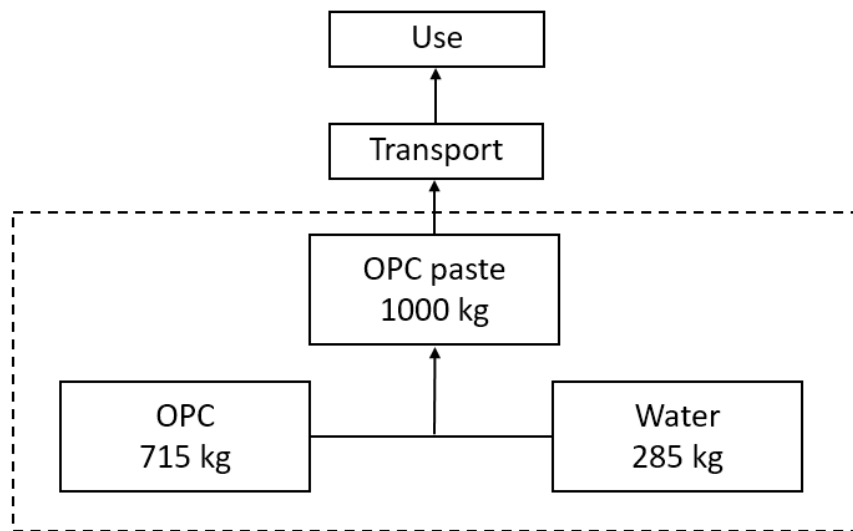 Use
Transport
OPC paste
1000 kg
OPC
715 kg
Water
285 kg